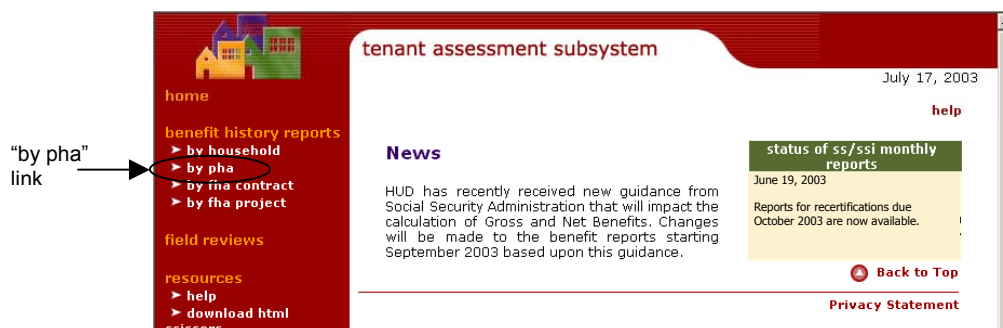 tenant assessment subsystem
July 17, 2003
help
home
benefit history reports
by household
by pha
by fha contract
by fha project
field reviews
resources
help
download html
scissors
"by pha"
link
News
HUD has recently received new guidance from
Social Security Administration that will impact the
calculation of Gross and Net Benefits. Changes
will be made to the benefit reports starting
September 2003 based upon this guidance.
status of ss/ssi monthly
reports
June 19, 2003
Reports for recertifications due
October 2003 are now available.
Back to Top
Privacy Statement